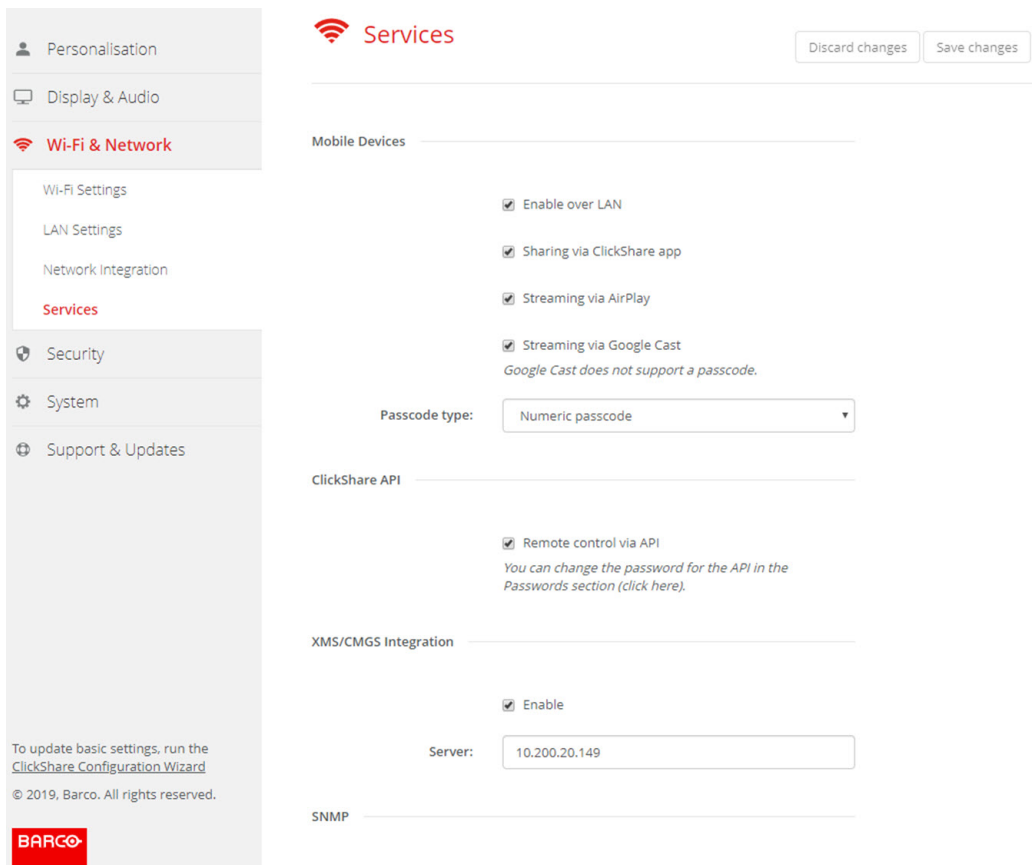 Personalisation
Display & Audio
Wi-Fi & Network
Wi-Fi Settings
LAN Settings
Network Integration
Services
Security
System
Support & Updates
To update basic settings, run the
ClickShare Configuration Wizard
© 2019, Barco. All rights reserved.
BARCO
Services
Discard changes
Save changes
Mobile Devices
Enable over LAN
Sharing via ClickShare app
Streaming via AirPlay
Streaming via Google Cast
Google Cast does not support a passcode.
Passcode type: Numeric passcode
ClickShare API
Remote control via API
You can change the password for the API in the
Passwords section (click here).
XMS/CMGS Integration
Enable
Server: 10.200.20.149
SNMP